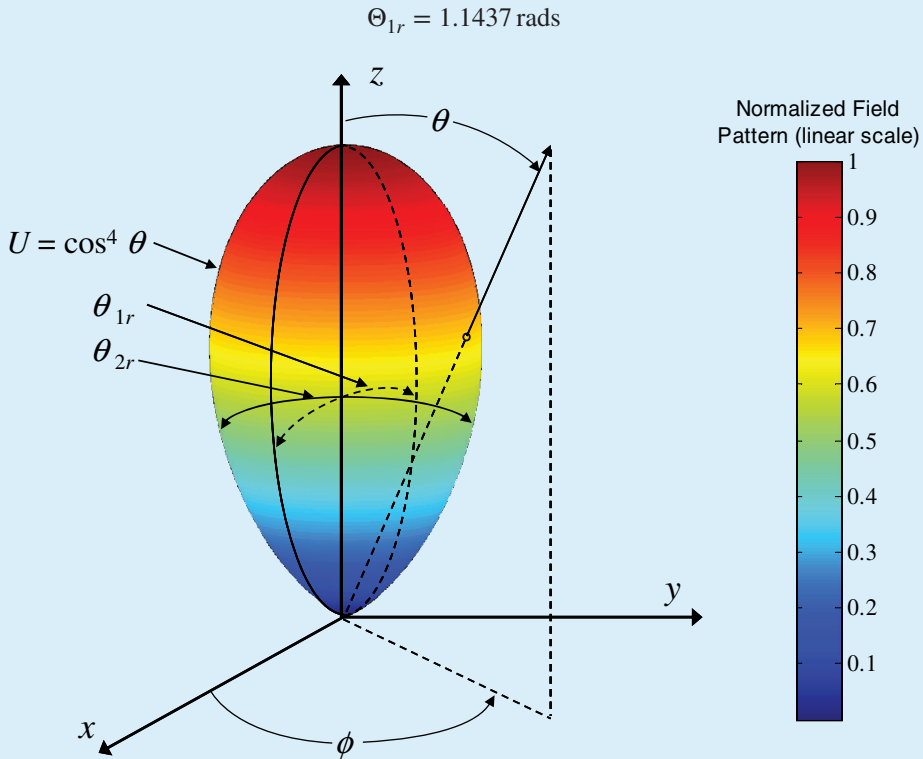 Θ₁ᵣ = 1.1437 rads
z
θ
Normalized Field
Pattern (linear scale)
U = cos⁴ θ
θ₁ᵣ
θ₂ᵣ
1
0.9
0.8
0.7
0.6
0.5
0.4
0.3
0.2
0.1
y
x
ϕ